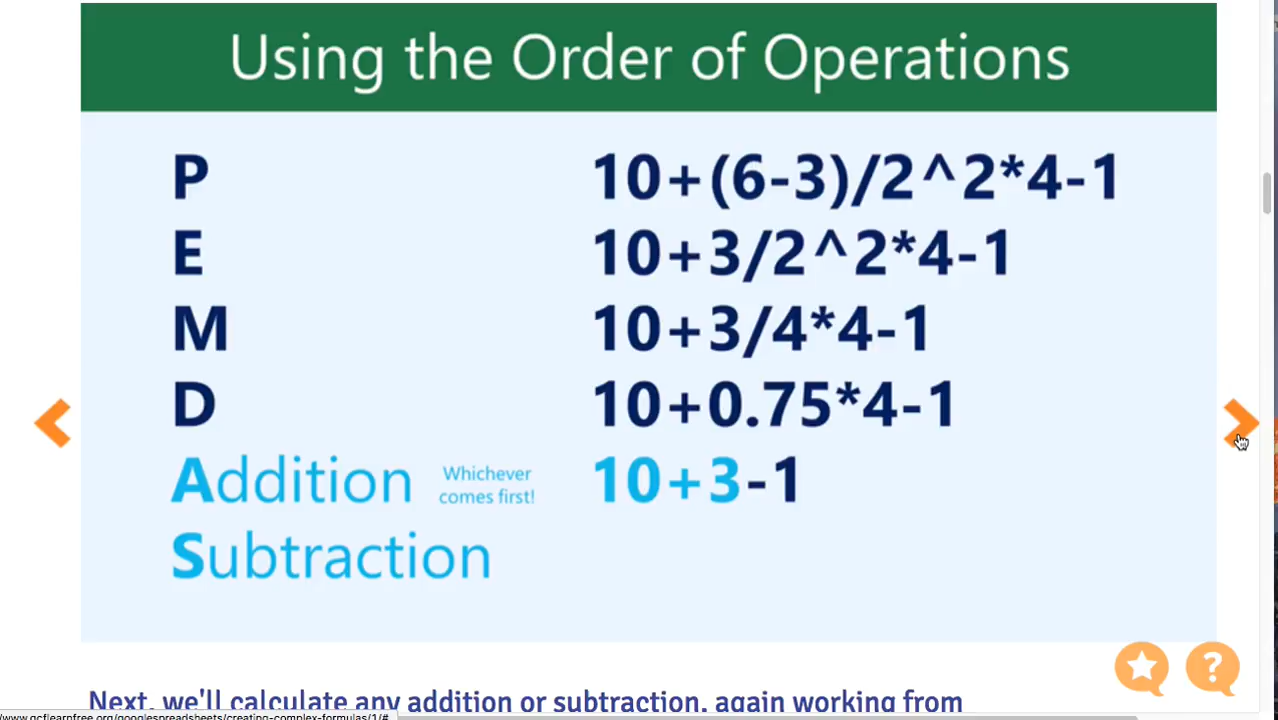 Using the Order of Operations
P 10+(6-3)/2^2*4-1
E 10+3/2^2*4-1
M 10+3/4*4-1
D 10+0.75*4-1
Addition Whichever comes first! 10+3-1
Subtraction
?
Next, we'll calculate any addition or subtraction, again working from
/www.gcflearnfree.org/googlespreadsheets/creating-complex-formulas/1/#